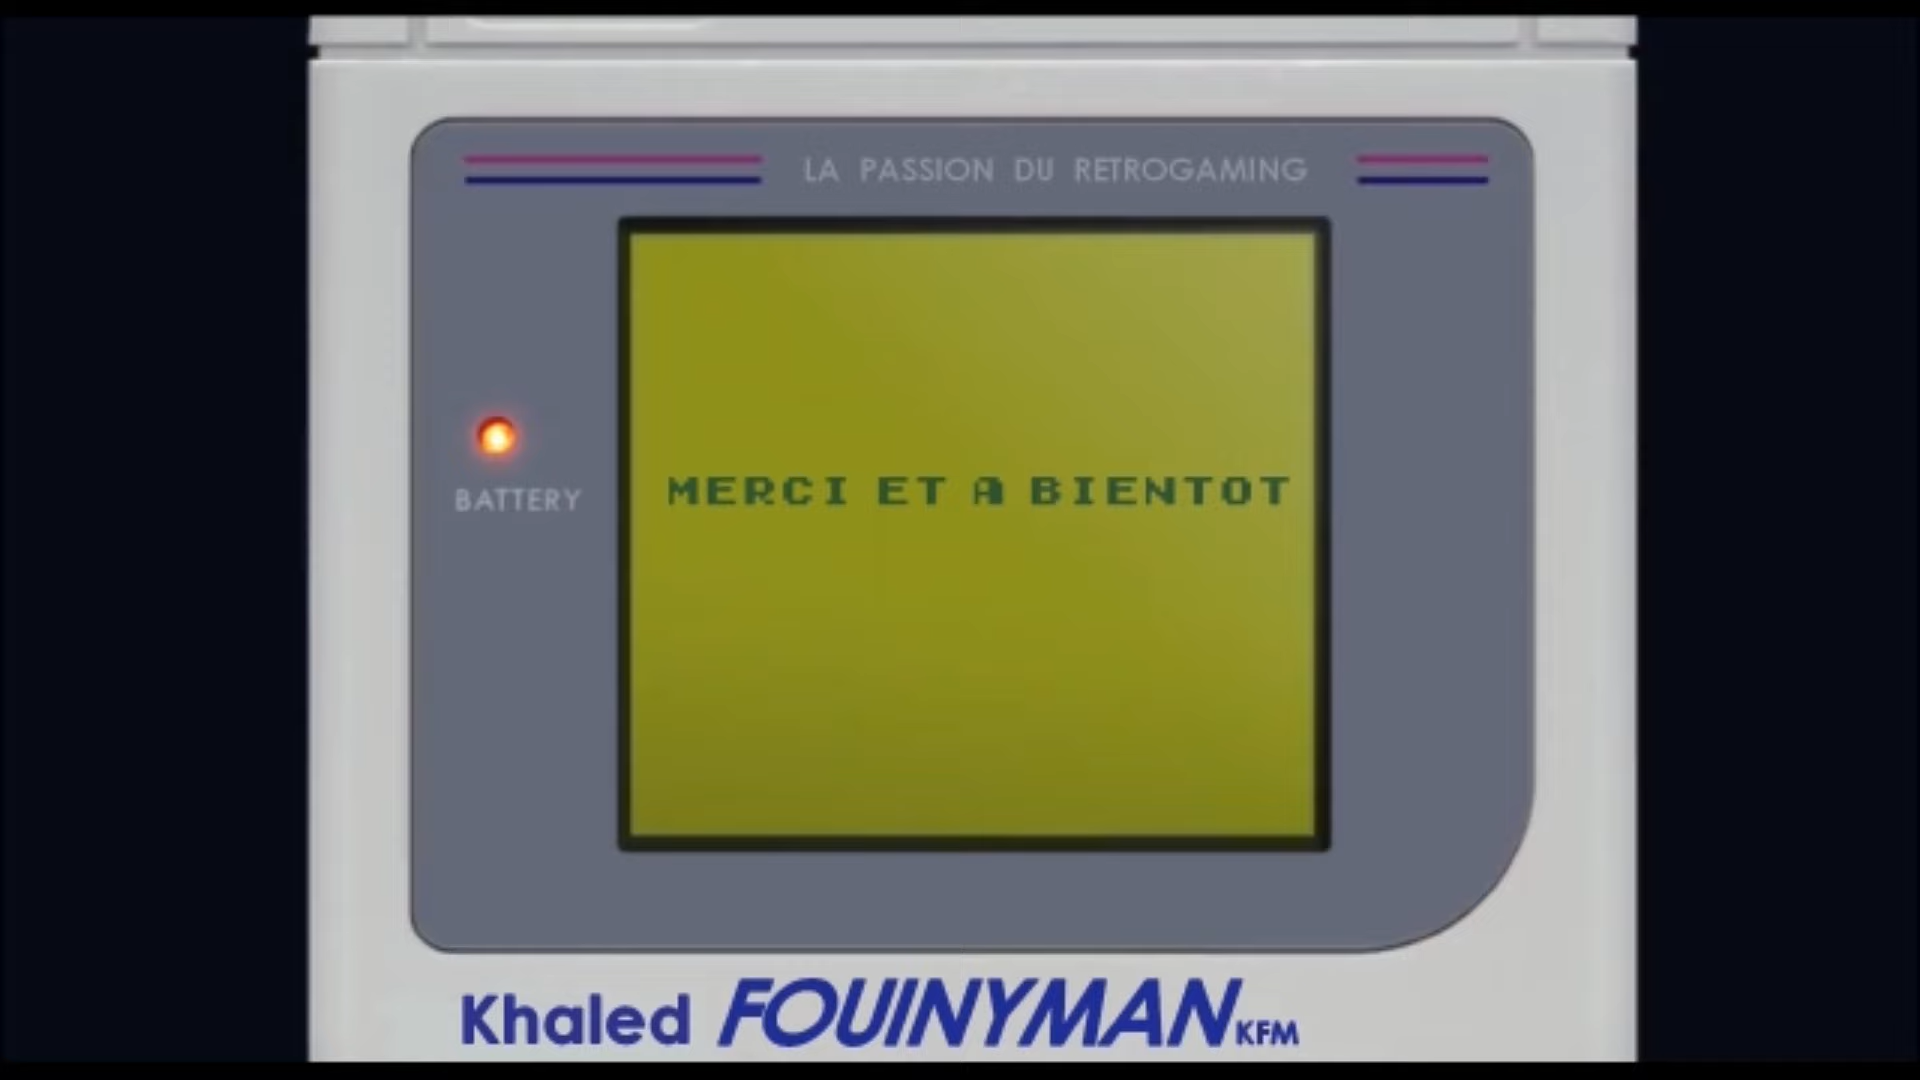 LA PASSION DU RETROGAMING
MERCI ET A BIENTOT
BATTERY
Khaled FOUINYMAN KFM